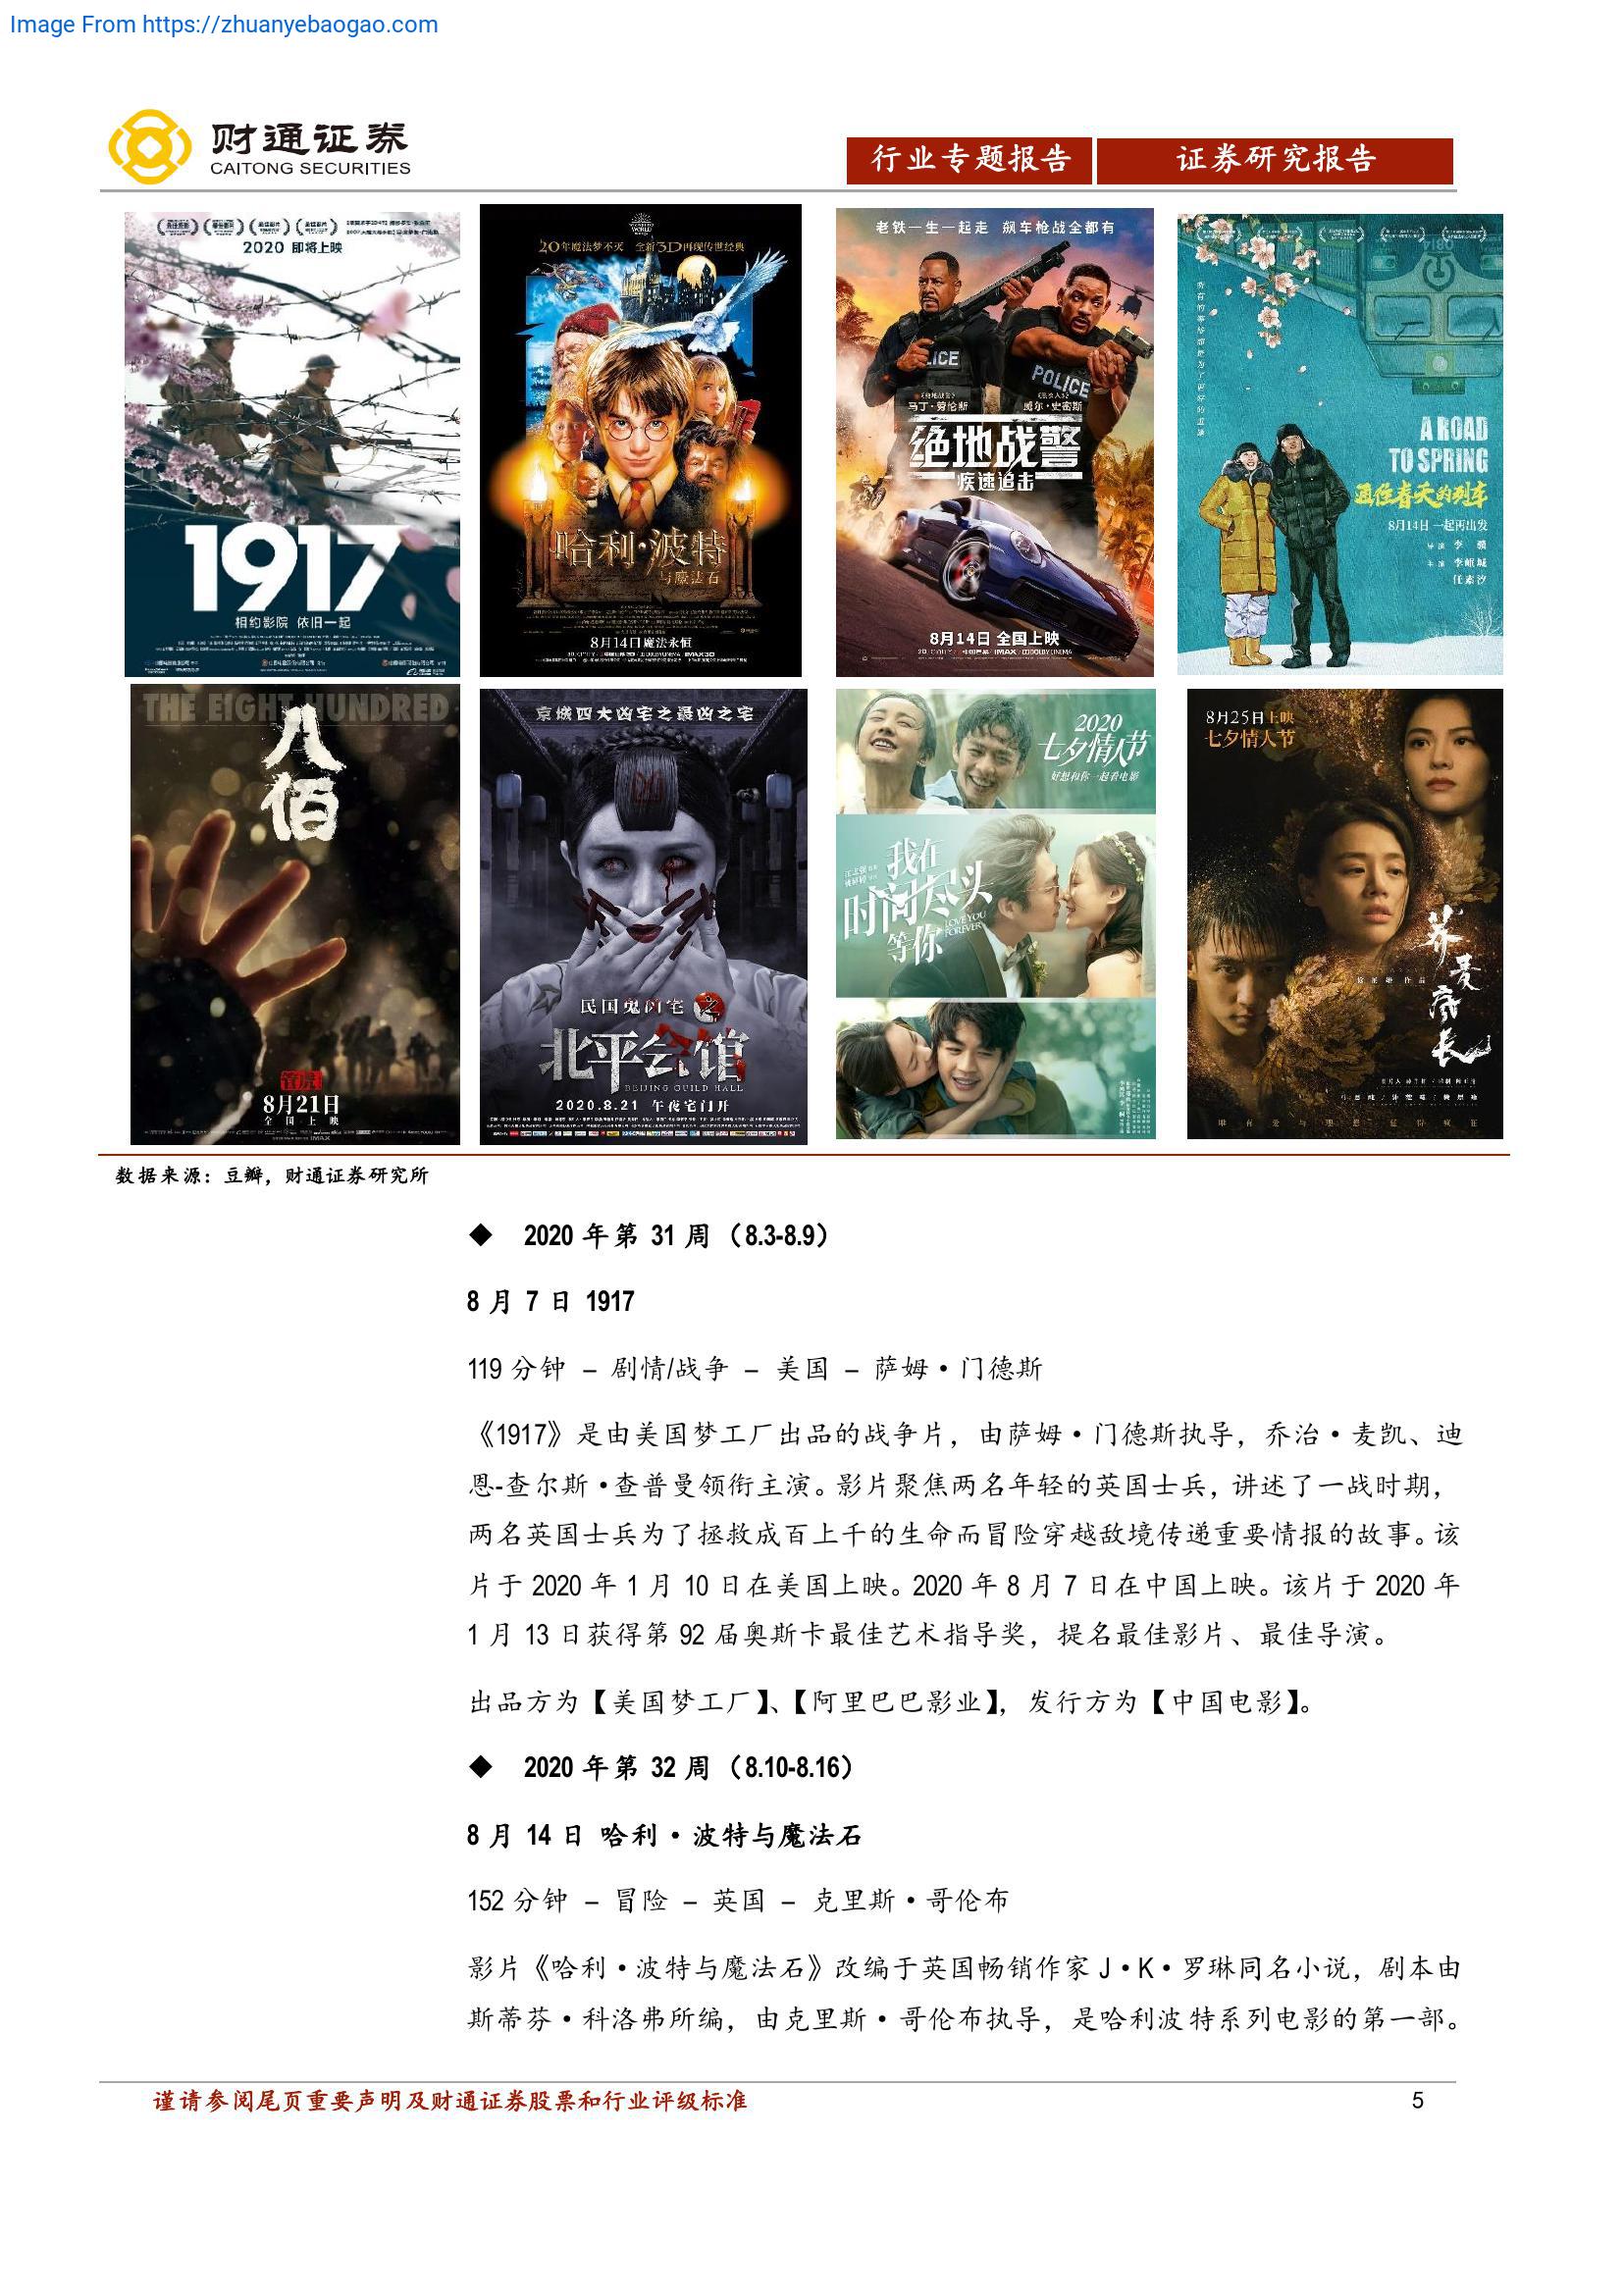 Image From https://zhuanyebaogao.com
财通证券
CAITONG SECURITIES
行业专题报告
证券研究报告
2020 即将上映
1917
相约影院 依旧一起
20年魔法梦不灭 全新3D再现传世经典
哈利·波特
与魔法石
8月14日魔法永恒
老铁一生一起走 飙车枪战全都有
POLICE
马丁·劳伦斯
威尔·史密斯
绝地战警
疾速追击
8月14日 全国上映
A ROAD
TO SPRING
通往春天的列车
8月14日 一起再出发
THE EIGHT HUNDRED
八佰
管虎
8月21日
全国上映
IMAX
京城四大凶宅之最凶之宅
民国鬼凶宅之
北平会馆
BEIJING GUILD HALL
2020.8.21 午夜宅门开
2020
七夕情人节
好想和你一起看电影
我在
时间尽头
等你
LOVE YOU
FOREVER
8月25日上映
七夕情人节
荞麦疯长
数据来源：豆瓣，财通证券研究所
◆ 2020 年第 31 周（8.3-8.9）
8 月 7 日 1917
119 分钟 – 剧情/战争 – 美国 – 萨姆·门德斯
《1917》是由美国梦工厂出品的战争片，由萨姆·门德斯执导，乔治·麦凯、迪
恩-查尔斯·查普曼领衔主演。影片聚焦两名年轻的英国士兵，讲述了一战时期，
两名英国士兵为了拯救成百上千的生命而冒险穿越敌境传递重要情报的故事。该
片于 2020 年 1 月 10 日在美国上映。2020 年 8 月 7 日在中国上映。该片于 2020 年
1 月 13 日获得第 92 届奥斯卡最佳艺术指导奖，提名最佳影片、最佳导演。
出品方为【美国梦工厂】、【阿里巴巴影业】，发行方为【中国电影】。
◆ 2020 年第 32 周（8.10-8.16）
8 月 14 日 哈利·波特与魔法石
152 分钟 – 冒险 – 英国 – 克里斯·哥伦布
影片《哈利·波特与魔法石》改编于英国畅销作家 J·K·罗琳同名小说，剧本由
斯蒂芬·科洛弗所编，由克里斯·哥伦布执导，是哈利波特系列电影的第一部。
谨请参阅尾页重要声明及财通证券股票和行业评级标准
5